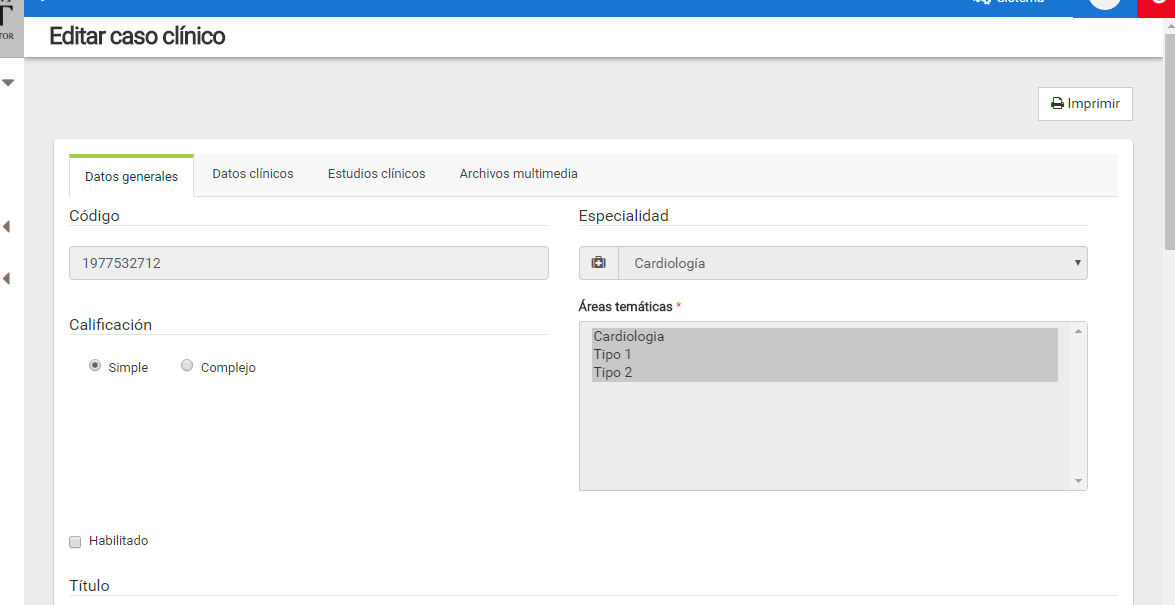 Sistema
TOR
Editar caso clínico
Imprimir
Datos generales
Datos clínicos
Estudios clínicos
Archivos multimedia
Código
Especialidad
1977532712
Cardiología
Áreas temáticas *
Calificación
Cardiologia
Tipo 1
Tipo 2
Simple
Complejo
Habilitado
Título